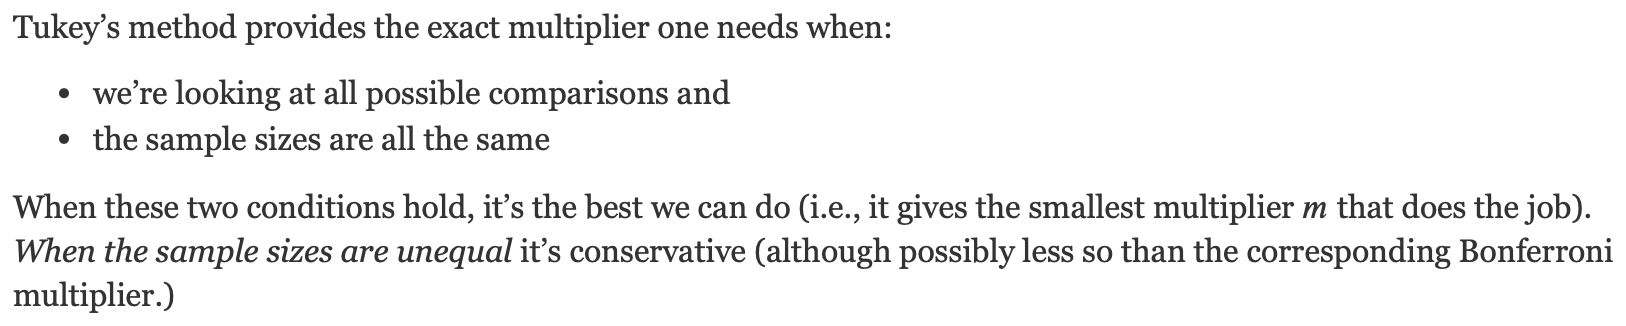 Tukey’s method provides the exact multiplier one needs when:
• we’re looking at all possible comparisons and
• the sample sizes are all the same
When these two conditions hold, it’s the best we can do (i.e., it gives the smallest multiplier m that does the job).
When the sample sizes are unequal it’s conservative (although possibly less so than the corresponding Bonferroni
multiplier.)